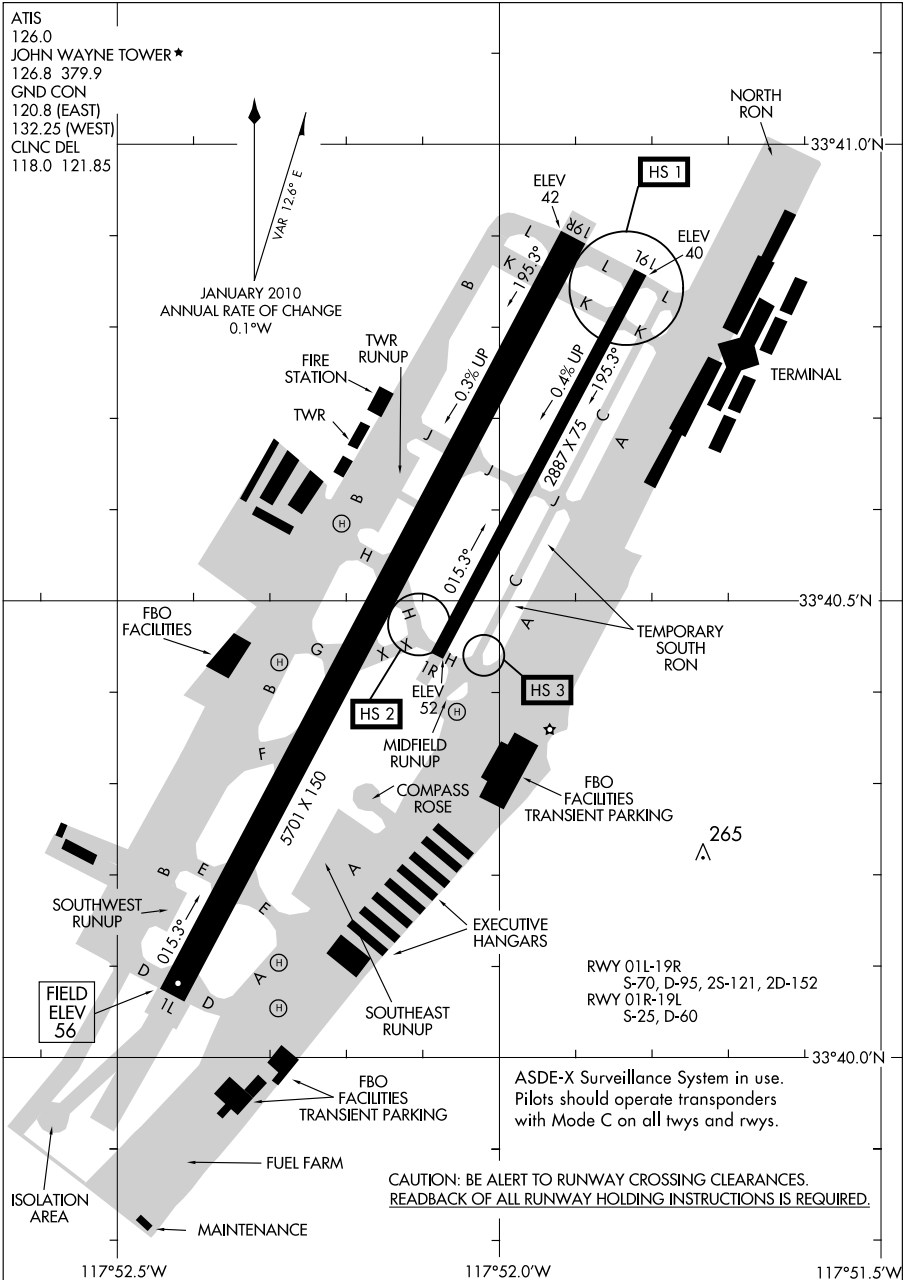 ATIS
126.0
JOHN WAYNE TOWER★
126.8 379.9
GND CON
120.8 (EAST)
132.25 (WEST)
CLNC DEL
118.0 121.85
NORTH
RON
33°41.0'N
VAR 12.6° E
JANUARY 2010
ANNUAL RATE OF CHANGE
0.1°W
HS 1
ELEV
42
19R
ELEV
40
19L
L
L
L
K
K
K
B
195.3°
195.3°
0.3% UP
0.4% UP
TWR
RUNUP
FIRE
STATION
TWR
TERMINAL
C
A
2887 X 75
J
J
J
B
H
H
015.3°
C
33°40.5'N
FBO
FACILITIES
H
A
TEMPORARY
SOUTH
RON
G
X
X
H
H
1R
B
HS 3
ELEV
52
H
HS 2
MIDFIELD
RUNUP
F
COMPASS
ROSE
FBO
FACILITIES
TRANSIENT PARKING
5701 X 150
265
B
E
A
E
SOUTHWEST
RUNUP
015.3°
EXECUTIVE
HANGARS
D
H
A
RWY 01L-19R
S-70, D-95, 2S-121, 2D-152
RWY 01R-19L
S-25, D-60
FIELD
ELEV
56
1L
D
H
SOUTHEAST
RUNUP
33°40.0'N
FBO
FACILITIES
TRANSIENT PARKING
ASDE-X Surveillance System in use.
Pilots should operate transponders
with Mode C on all twys and rwys.
FUEL FARM
ISOLATION
AREA
CAUTION: BE ALERT TO RUNWAY CROSSING CLEARANCES.
READBACK OF ALL RUNWAY HOLDING INSTRUCTIONS IS REQUIRED.
MAINTENANCE
117°52.5'W
117°52.0'W
117°51.5'W